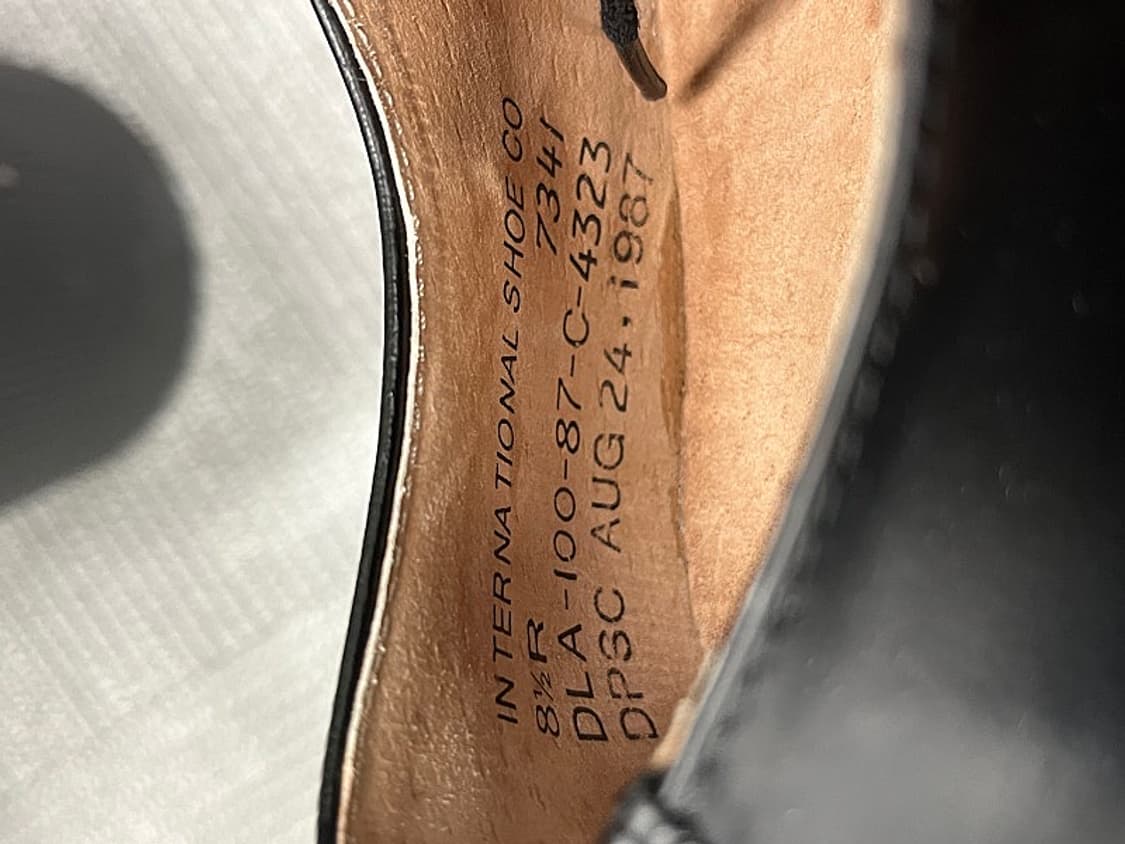 INTERNATIONAL SHOE CO
8½R 7341
DLA-100-87-C-4323
DPSC AUG 24, 1987